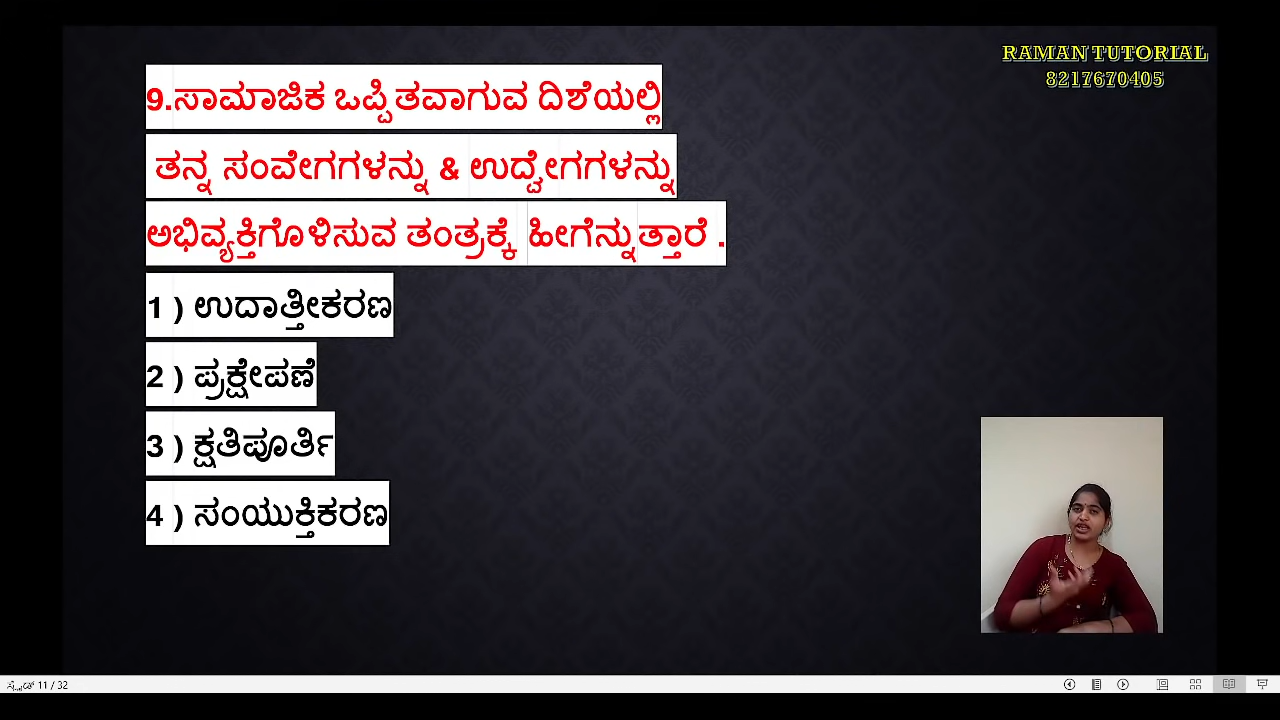 RAMAN TUTORIAL
8217670405
9.ಸಾಮಾಜಿಕ ಒಪ್ಪಿತವಾಗುವ ದಿಶೆಯಲ್ಲಿ
ತನ್ನ ಸಂವೇಗಗಳನ್ನು & ಉದ್ವೇಗಗಳನ್ನು
ಅಭಿವ್ಯಕ್ತಿಗೊಳಿಸುವ ತಂತ್ರಕ್ಕೆ ಹೀಗೆನ್ನುತ್ತಾರೆ .
1 ) ಉದಾತ್ತೀಕರಣ
2 ) ಪ್ರಕ್ಷೇಪಣೆ
3 ) ಕ್ಷತಿಪೂರ್ತಿ
4 ) ಸಂಯುಕ್ತಿಕರಣ
ಸ್ಲೈಡ್ 11 / 32